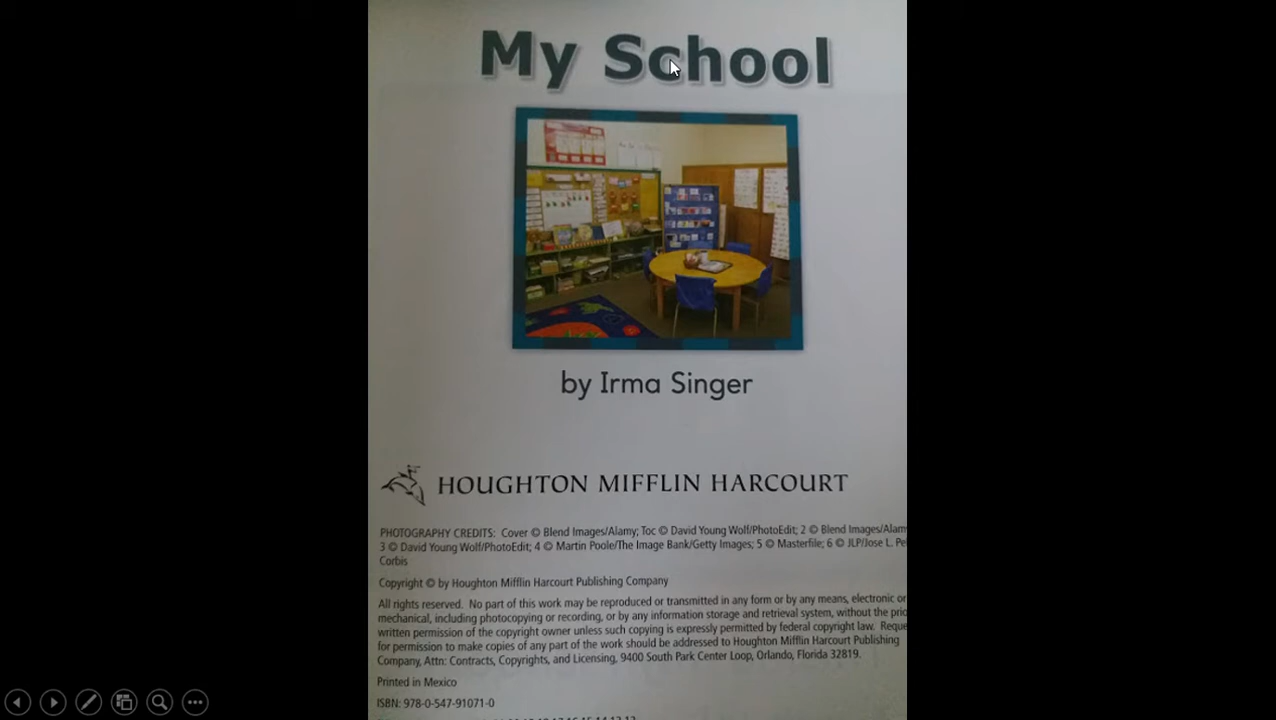 My School
by Irma Singer
HOUGHTON MIFFLIN HARCOURT
PHOTOGRAPHY CREDITS: Cover © Blend Images/Alamy; Toc © David Young Wolf/PhotoEdit; 2 © Blend Images/Alam
3 © David Young Wolf/PhotoEdit; 4 © Martin Poole/The Image Bank/Getty Images; 5 © Masterfile; 6 © JLP/Jose L. Pe
Corbis
Copyright © by Houghton Mifflin Harcourt Publishing Company
All rights reserved. No part of this work may be reproduced or transmitted in any form or by any means, electronic or
mechanical, including photocopying or recording, or by any information storage and retrieval system, without the prio
written permission of the copyright owner unless such copying is expressly permitted by federal copyright law. Reque
for permission to make copies of any part of the work should be addressed to Houghton Mifflin Harcourt Publishing
Company, Attn: Contracts, Copyrights, and Licensing, 9400 South Park Center Loop, Orlando, Florida 32819.
Printed in Mexico
ISBN: 978-0-547-91071-0